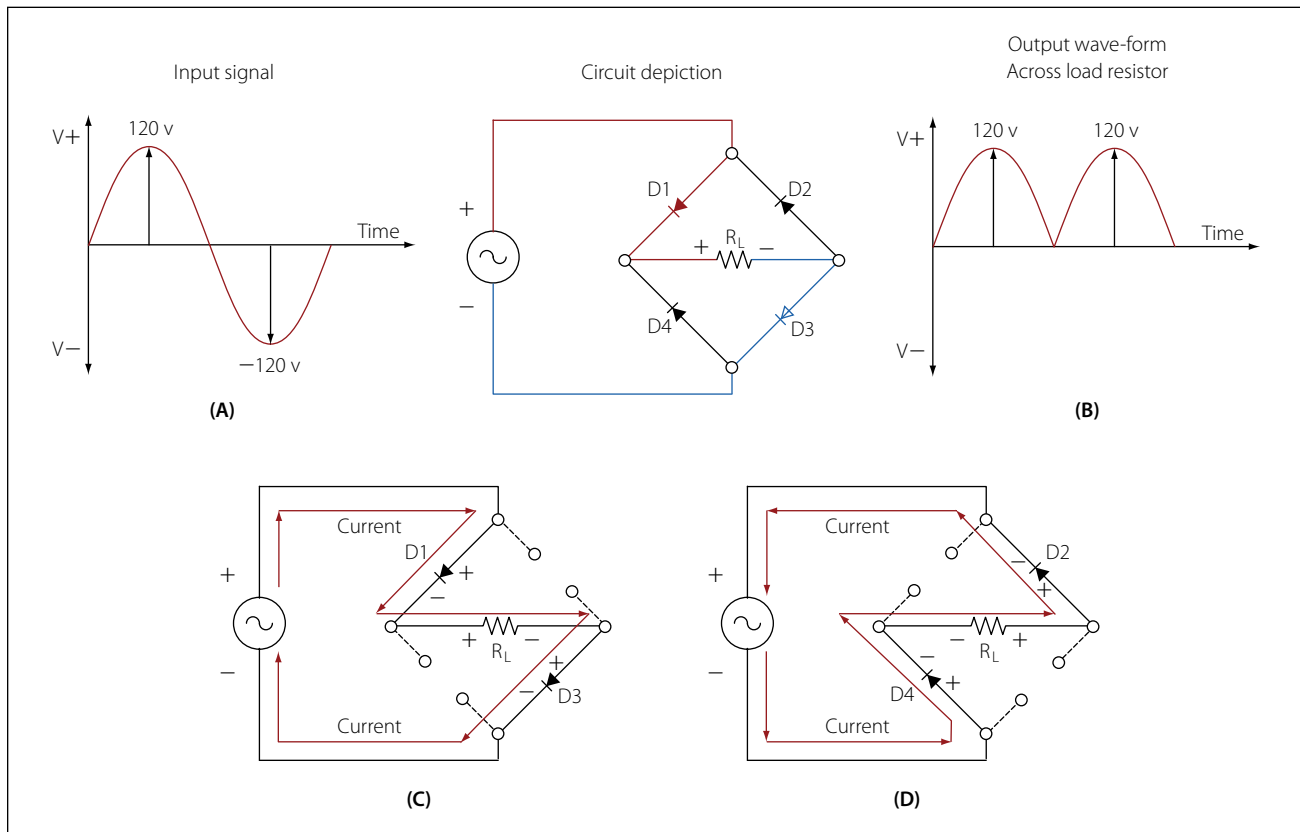 Input signal
Circuit depiction
Output wave-form
Across load resistor
V+
120 v
Time
V−
−120 v
(A)
+
−
D1
D2
+ RL −
D4
D3
V+
120 v 120 v
Time
V−
(B)
Current
D1
+
−
+
−
+ −
RL
+
−
D3
Current
(C)
Current
D2
−
+
+
−
− +
RL
−
+
D4
Current
(D)